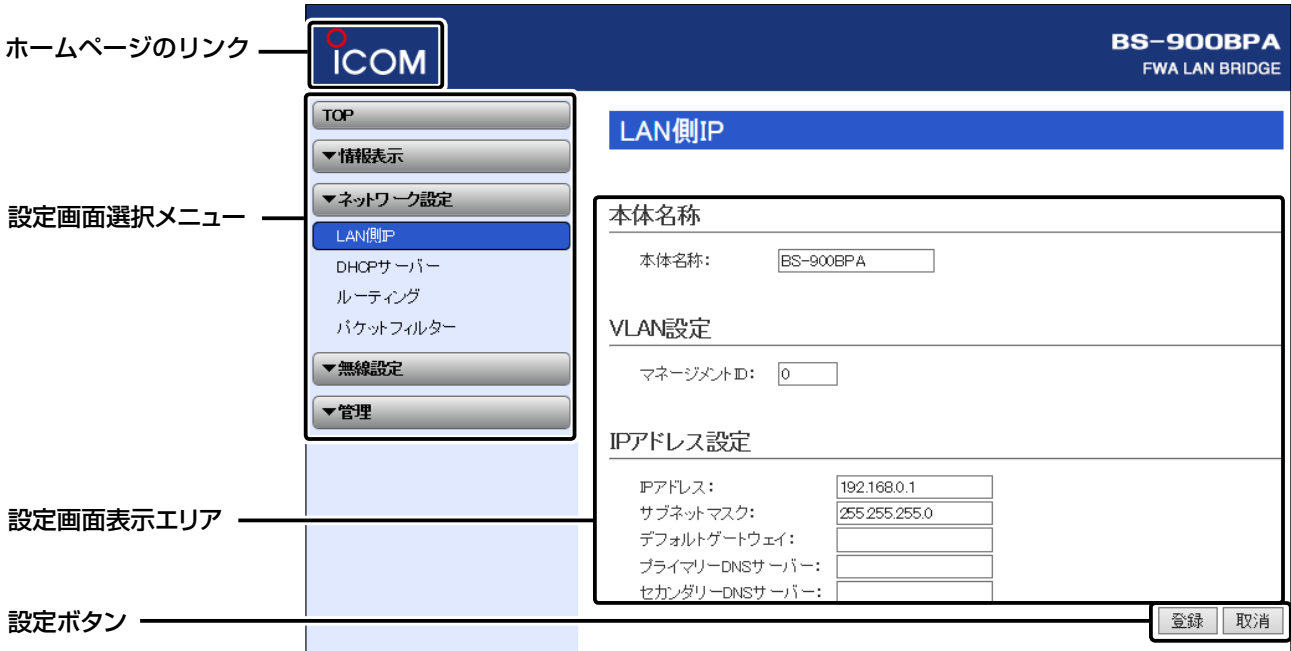 ホームページのリンク
ICOM
BS-900BPA
FWA LAN BRIDGE
設定画面選択メニュー
TOP
▼情報表示
▼ネットワーク設定
LAN側IP
DHCPサーバー
ルーティング
パケットフィルター
▼無線設定
▼管理
LAN側IP
設定画面表示エリア
本体名称
本体名称: BS-900BPA
VLAN設定
マネージメントID: 0
IPアドレス設定
IPアドレス: 192.168.0.1
サブネットマスク: 255.255.255.0
デフォルトゲートウェイ:
プライマリーDNSサーバー:
セカンダリーDNSサーバー:
設定ボタン
登録 取消